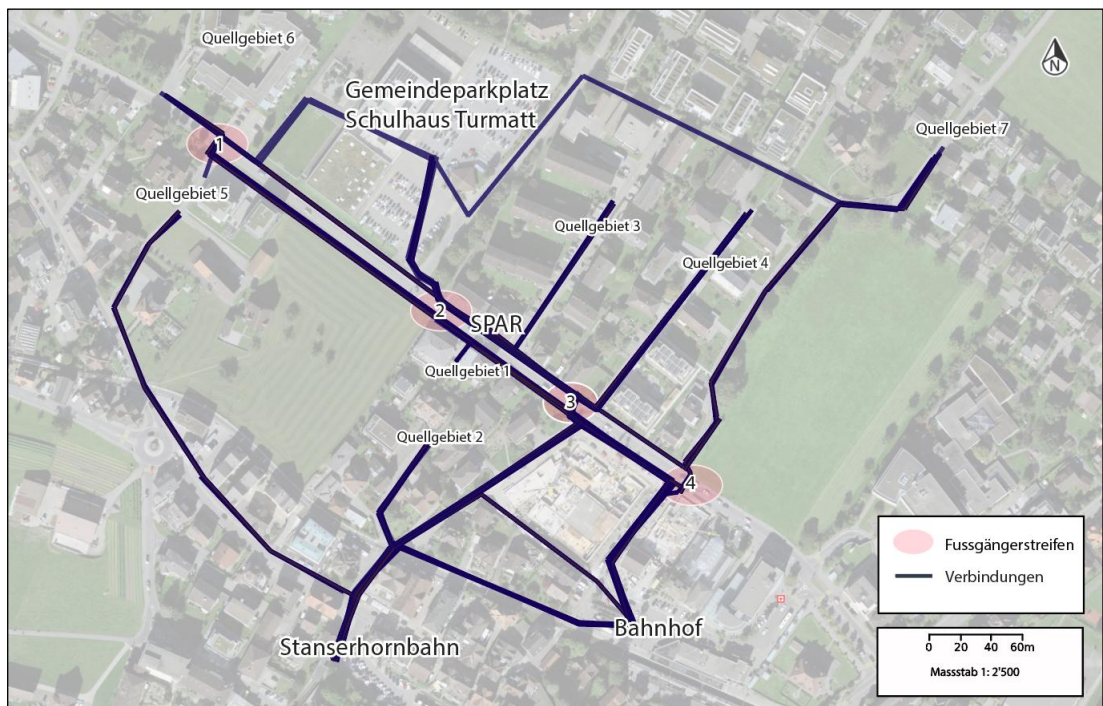 Quellgebiet 6
N
Gemeindeparkplatz
Schulhaus Turmatt
Quellgebiet 7
1
Quellgebiet 5
Quellgebiet 3
Quellgebiet 4
2
SPAR
Quellgebiet 1
3
Quellgebiet 2
4
Fussgängerstreifen
Verbindungen
Bahnhof
Stanserhornbahn
0 20 40 60m
Massstab 1: 2'500